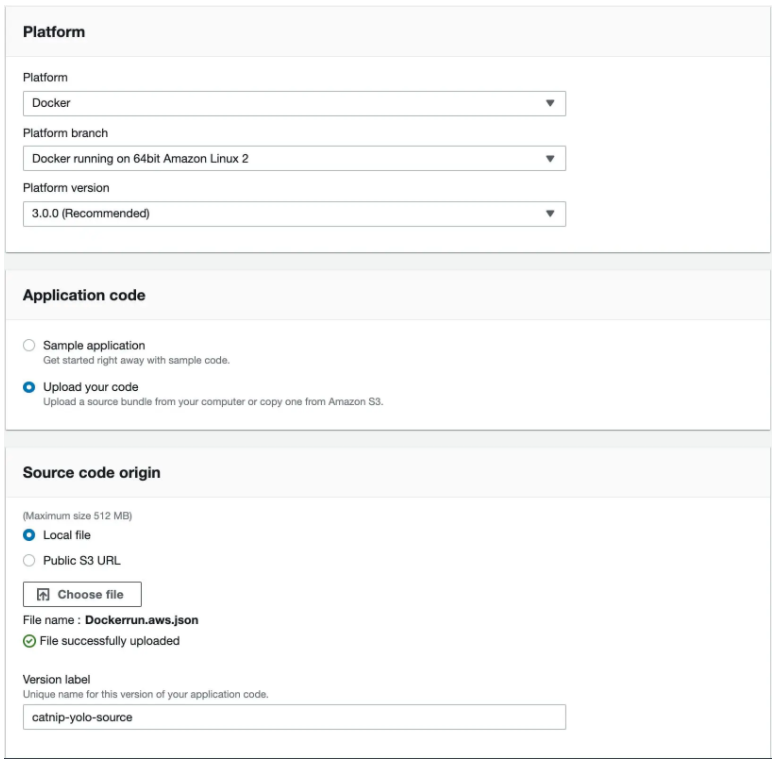 Platform
Platform
Docker
Platform branch
Docker running on 64bit Amazon Linux 2
Platform version
3.0.0 (Recommended)
Application code
Sample application
Get started right away with sample code.
Upload your code
Upload a source bundle from your computer or copy one from Amazon S3.
Source code origin
(Maximum size 512 MB)
Local file
Public S3 URL
Choose file
File name : Dockerrun.aws.json
File successfully uploaded
Version label
Unique name for this version of your application code.
catnip-yolo-source